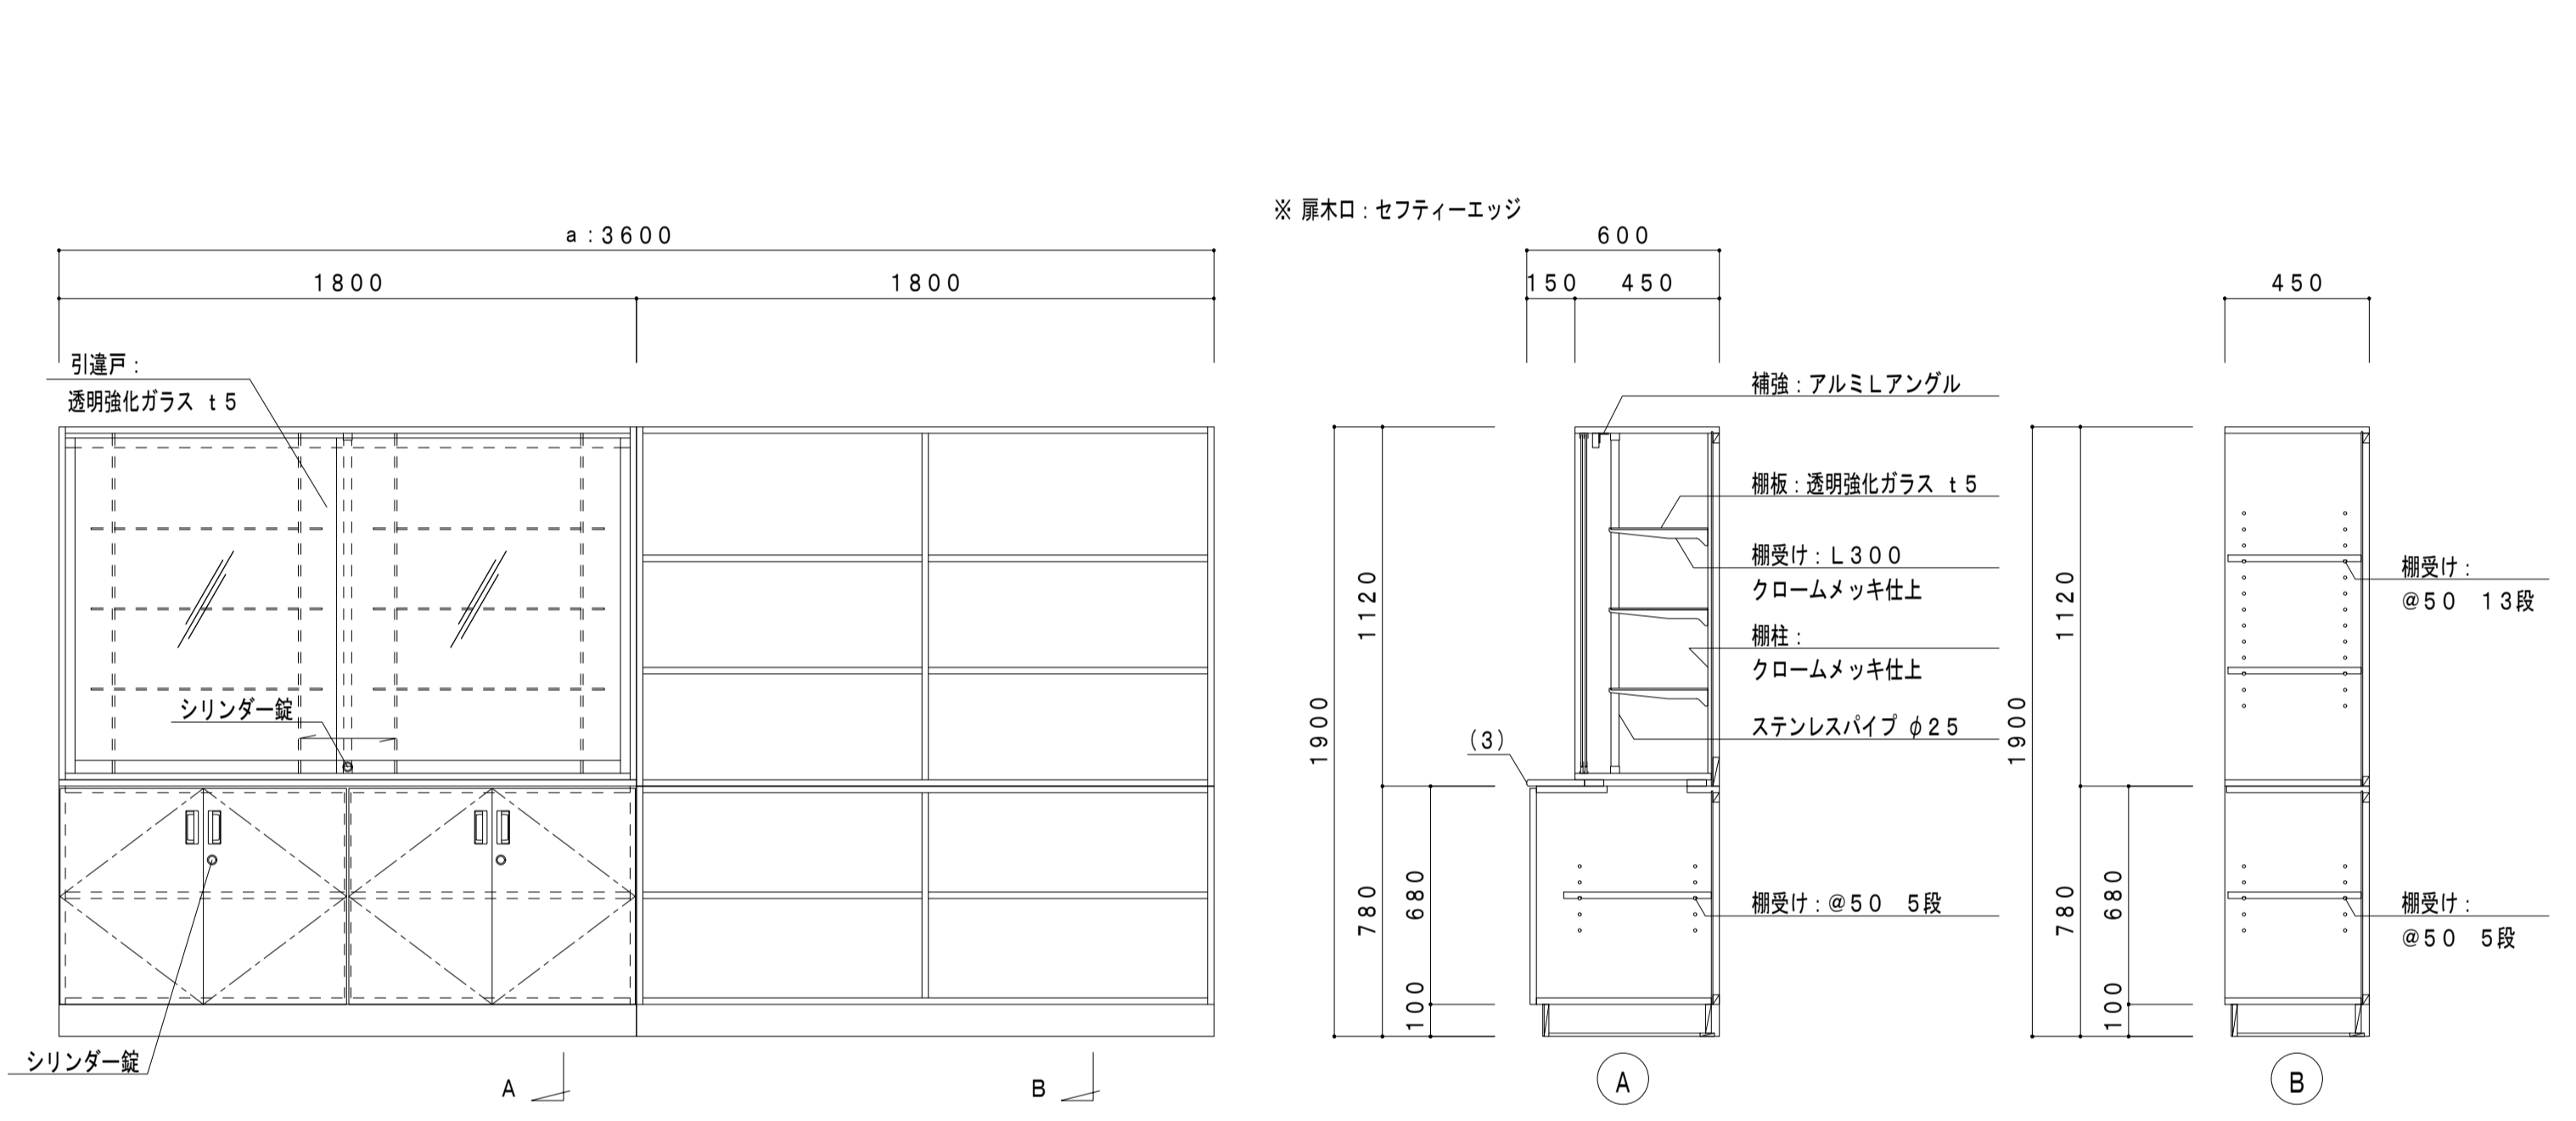 ※ 扉木口：セフティーエッジ
a：3600
1800
1800
引違戸：
透明強化ガラス ｔ５
シリンダー錠
シリンダー錠
A
B
600
150
450
補強：アルミＬアングル
棚板：透明強化ガラス ｔ５
棚受け：Ｌ３００
クロームメッキ仕上
棚柱：
クロームメッキ仕上
ステンレスパイプ φ２５
（３）
1900
1120
780
680
100
棚受け：＠５０ ５段
A
450
1900
1120
780
680
100
棚受け：
＠５０ １３段
棚受け：
＠５０ ５段
B